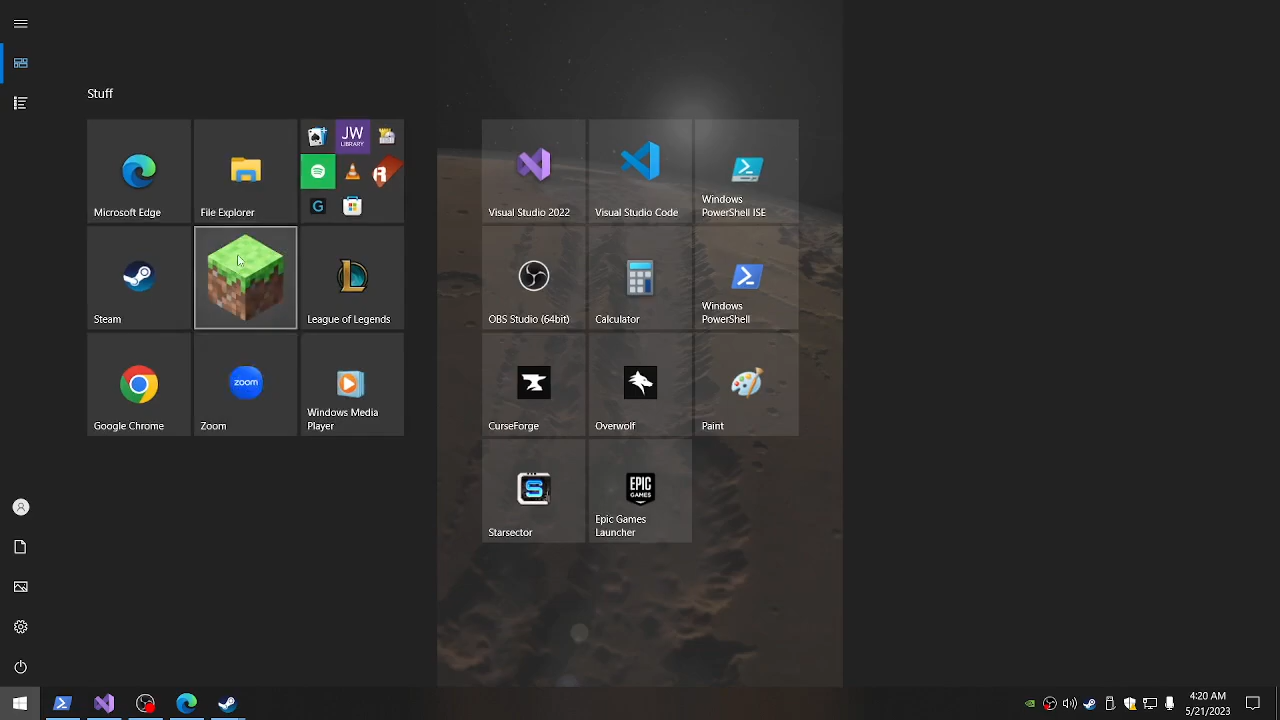 Stuff
Microsoft Edge
File Explorer
JW
LIBRARY
Steam
League of Legends
Google Chrome
zoom
Zoom
Windows Media
Player
Visual Studio 2022
Visual Studio Code
Windows
PowerShell ISE
OBS Studio (64bit)
Calculator
Windows
PowerShell
CurseForge
Overwolf
Paint
S
Starsector
EPIC
GAMES
Epic Games
Launcher
4:20 AM
5/21/2023